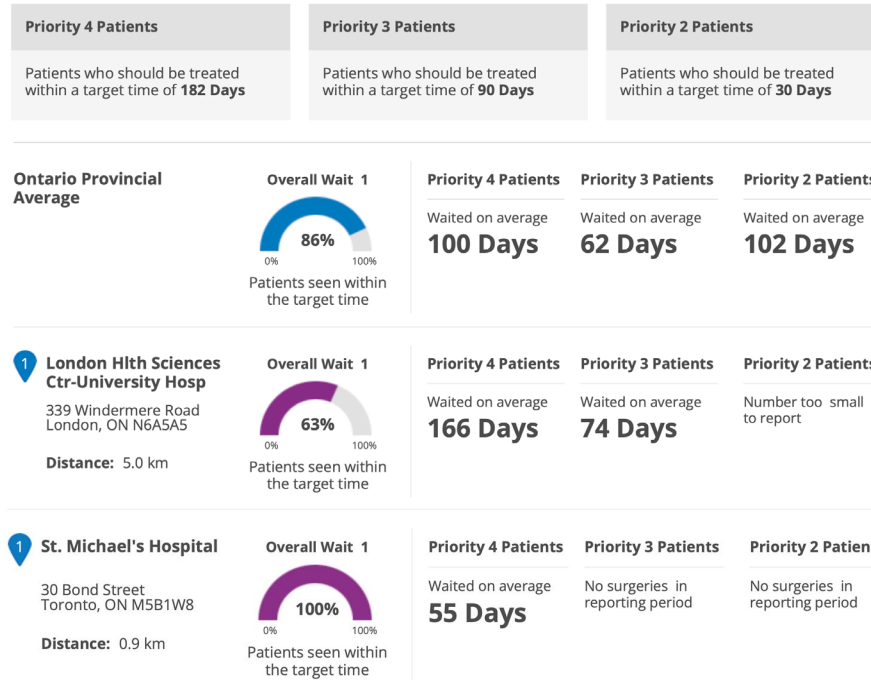 Priority 4 Patients
Patients who should be treated
within a target time of 182 Days
Priority 3 Patients
Patients who should be treated
within a target time of 90 Days
Priority 2 Patients
Patients who should be treated
within a target time of 30 Days
Ontario Provincial
Average
Overall Wait 1
86%
0%
100%
Patients seen within
the target time
Priority 4 Patients
Waited on average
100 Days
Priority 3 Patients
Waited on average
62 Days
Priority 2 Patients
Waited on average
102 Days
1
London Hlth Sciences
Ctr-University Hosp
339 Windermere Road
London, ON N6A5A5
Distance: 5.0 km
Overall Wait 1
63%
0%
100%
Patients seen within
the target time
Priority 4 Patients
Waited on average
166 Days
Priority 3 Patients
Waited on average
74 Days
Priority 2 Patients
Number too small
to report
1
St. Michael's Hospital
30 Bond Street
Toronto, ON M5B1W8
Distance: 0.9 km
Overall Wait 1
100%
0%
100%
Patients seen within
the target time
Priority 4 Patients
Waited on average
55 Days
Priority 3 Patients
No surgeries in
reporting period
Priority 2 Patien
No surgeries in
reporting period